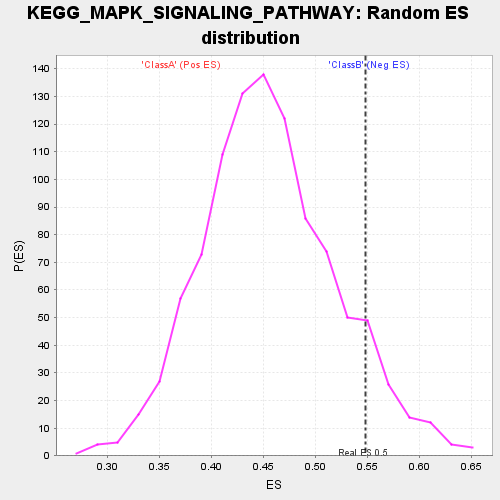 KEGG_MAPK_SIGNALING_PATHWAY: Random ES
distribution
'ClassA' (Pos ES)
'ClassB' (Neg ES)
140
130
120
110
100
90
80
70
60
50
40
30
20
10
0
P(ES)
Real ES 0.5
0.30 0.35 0.40 0.45 0.50 0.55 0.60 0.65
ES